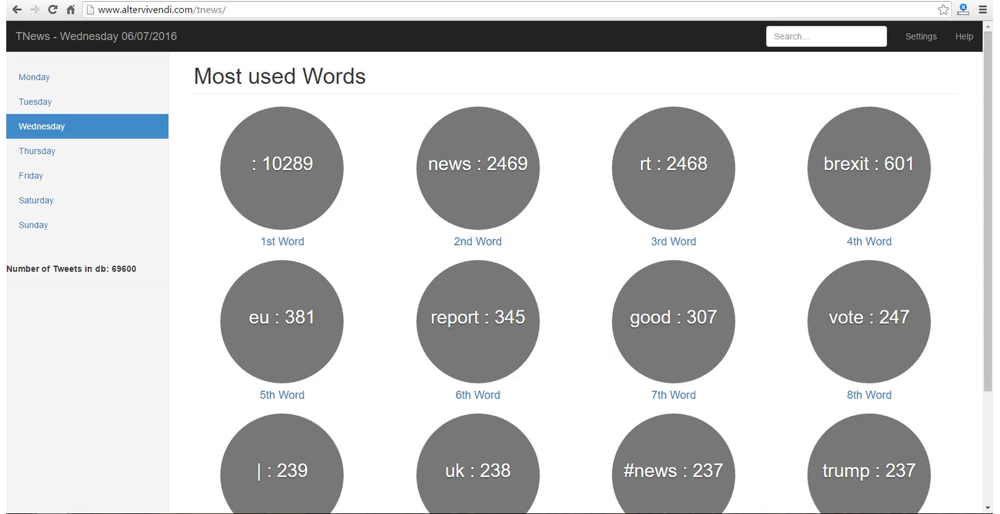 www.altervivendi.com/tnews/
TNews - Wednesday 06/07/2016
Search...
Settings
Help
Monday
Tuesday
Wednesday
Thursday
Friday
Saturday
Sunday
Number of Tweets in db: 69600
Most used Words
: 10289
news : 2469
rt : 2468
brexit : 601
1st Word
2nd Word
3rd Word
4th Word
eu : 381
report : 345
good : 307
vote : 247
5th Word
6th Word
7th Word
8th Word
| : 239
uk : 238
#news : 237
trump : 237